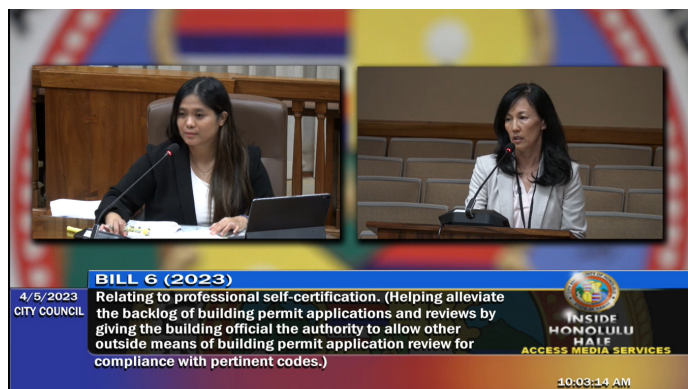 BILL 6 (2023)
4/5/2023
CITY COUNCIL
Relating to professional self-certification. (Helping alleviate
the backlog of building permit applications and reviews by
giving the building official the authority to allow other
outside means of building permit application review for
compliance with pertinent codes.)
INSIDE
HONOLULU
HALE
ACCESS MEDIA SERVICES
10:03:14 AM